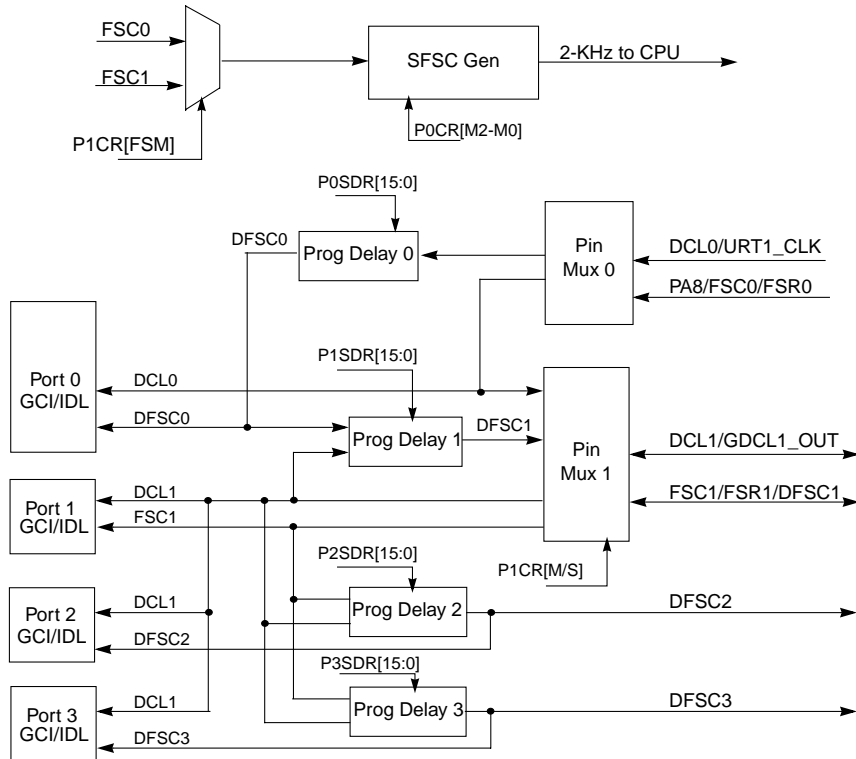 FSC0
FSC1
P1CR[FSM]
SFSC Gen
2-KHz to CPU
P0CR[M2-M0]
P0SDR[15:0]
DFSC0
Prog Delay 0
Pin
Mux 0
DCL0/URT1_CLK
PA8/FSC0/FSR0
Port 0
GCI/IDL
DCL0
DFSC0
P1SDR[15:0]
Prog Delay 1
DFSC1
Pin
Mux 1
DCL1/GDCL1_OUT
FSC1/FSR1/DFSC1
P1CR[M/S]
Port 1
GCI/IDL
DCL1
FSC1
P2SDR[15:0]
Prog Delay 2
DFSC2
Port 2
GCI/IDL
DCL1
DFSC2
P3SDR[15:0]
Prog Delay 3
DFSC3
Port 3
GCI/IDL
DCL1
DFSC3